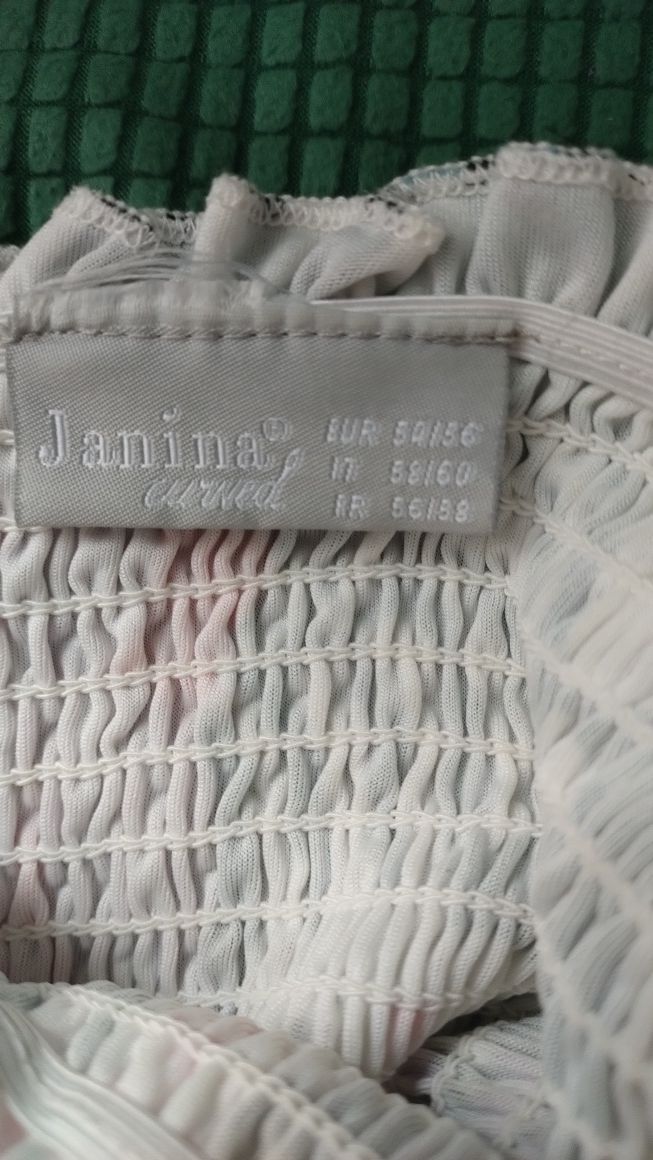 Janina®
curved
EUR 54/56
IT 58/60
FR 56/58